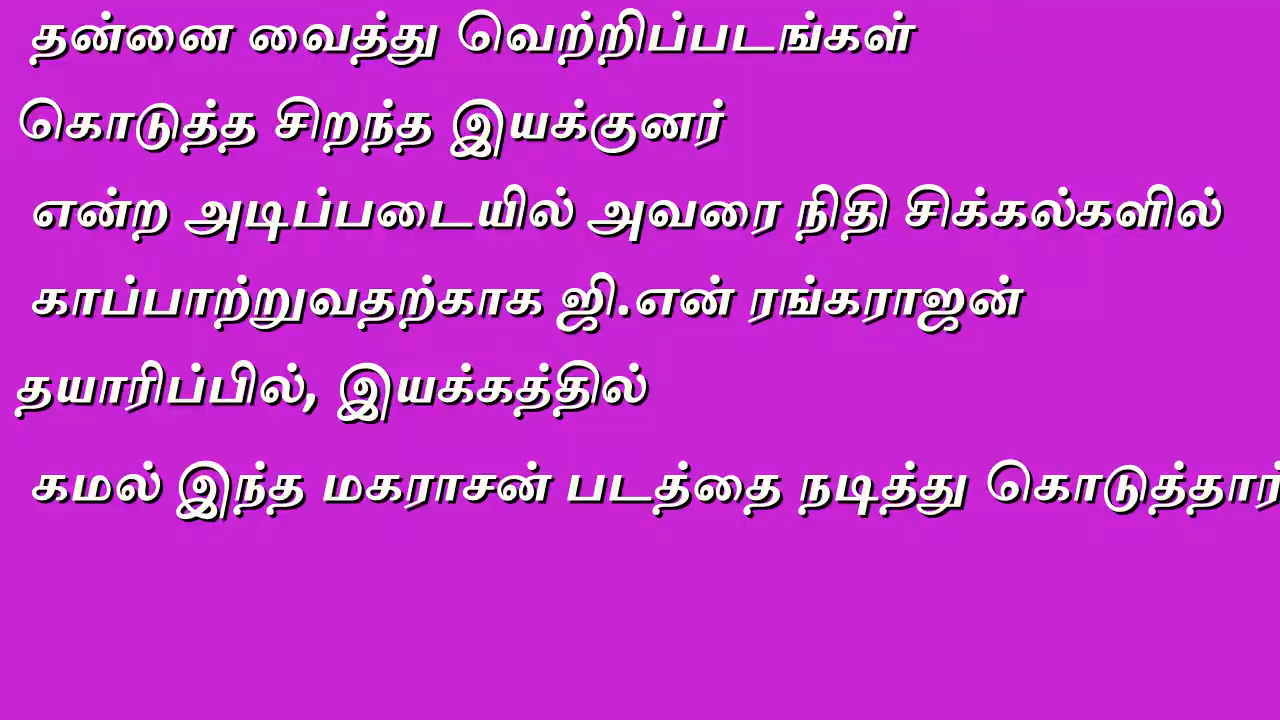 தன்னை வைத்து வெற்றிப்படங்கள்
கொடுத்த சிறந்த இயக்குனர்
என்ற அடிப்படையில் அவரை நிதி சிக்கல்களில்
காப்பாற்றுவதற்காக ஜி.என் ரங்கராஜன்
தயாரிப்பில், இயக்கத்தில்
கமல் இந்த மகராசன் படத்தை நடித்து கொடுத்தார்